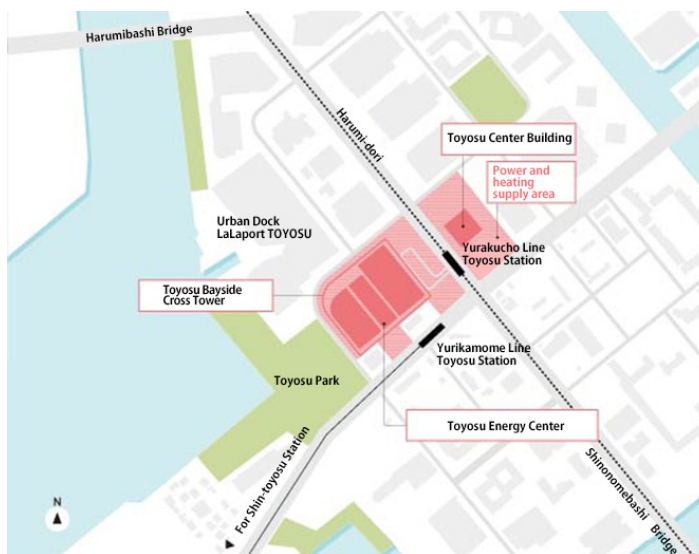 Harumibashi Bridge
Harumi-dori
Toyosu Center Building
Power and
heating
supply area
Urban Dock
LaLaport TOYOSU
Yurakucho Line
Toyosu Station
Toyosu Bayside
Cross Tower
Yurikamome Line
Toyosu Station
Toyosu Park
Toyosu Energy Center
For Shin-toyosu Station
Shinonomebashi Bridge
N